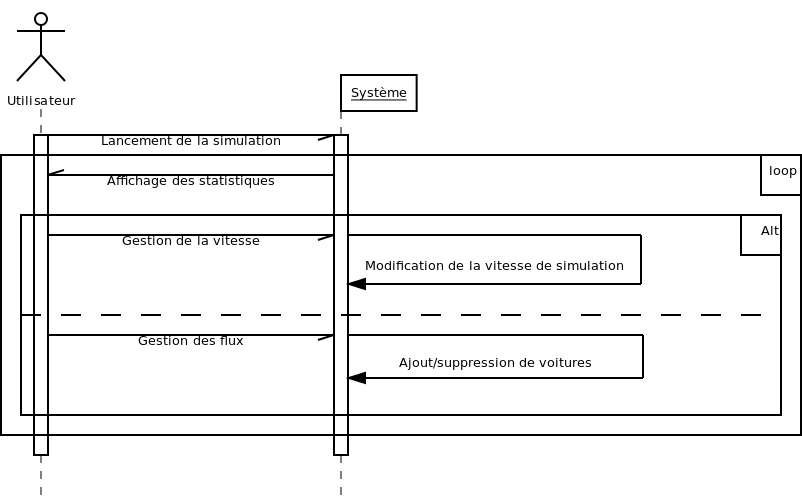 Utilisateur
Système
Lancement de la simulation
loop
Affichage des statistiques
Alt
Gestion de la vitesse
Modification de la vitesse de simulation
Gestion des flux
Ajout/suppression de voitures